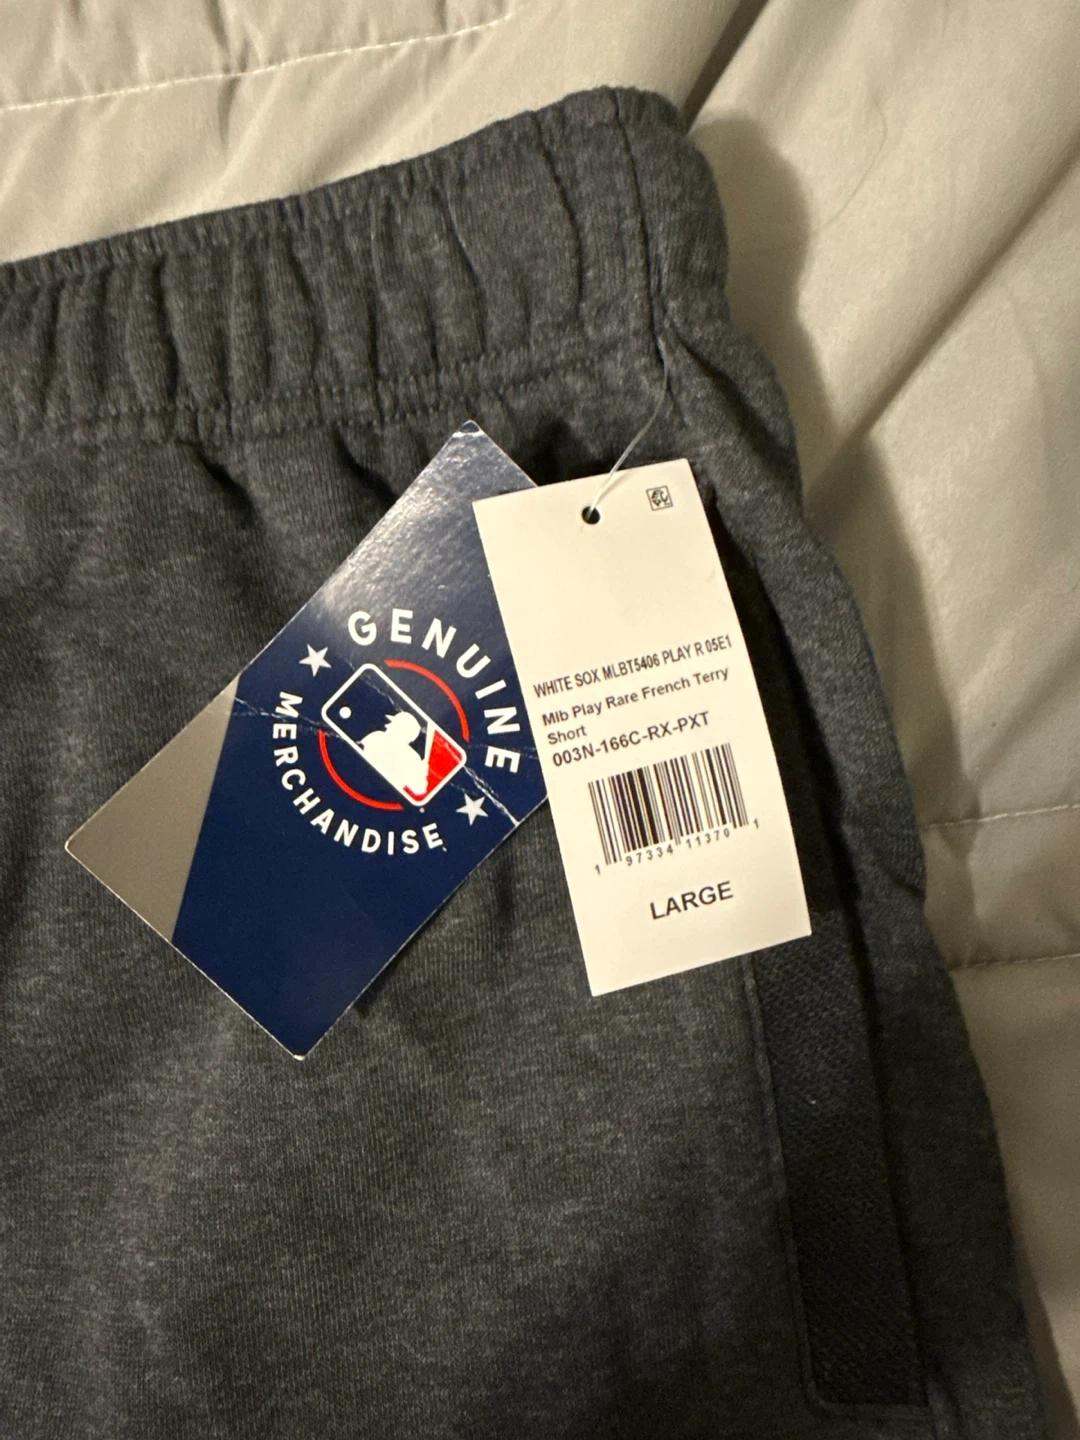 GENUINE
MERCHANDISE
WHITE SOX MLBT5406 PLAY R 05E1
Mlb Play Rare French Terry
Short
003N-166C-RX-PXT
1 97334 11370 1
LARGE